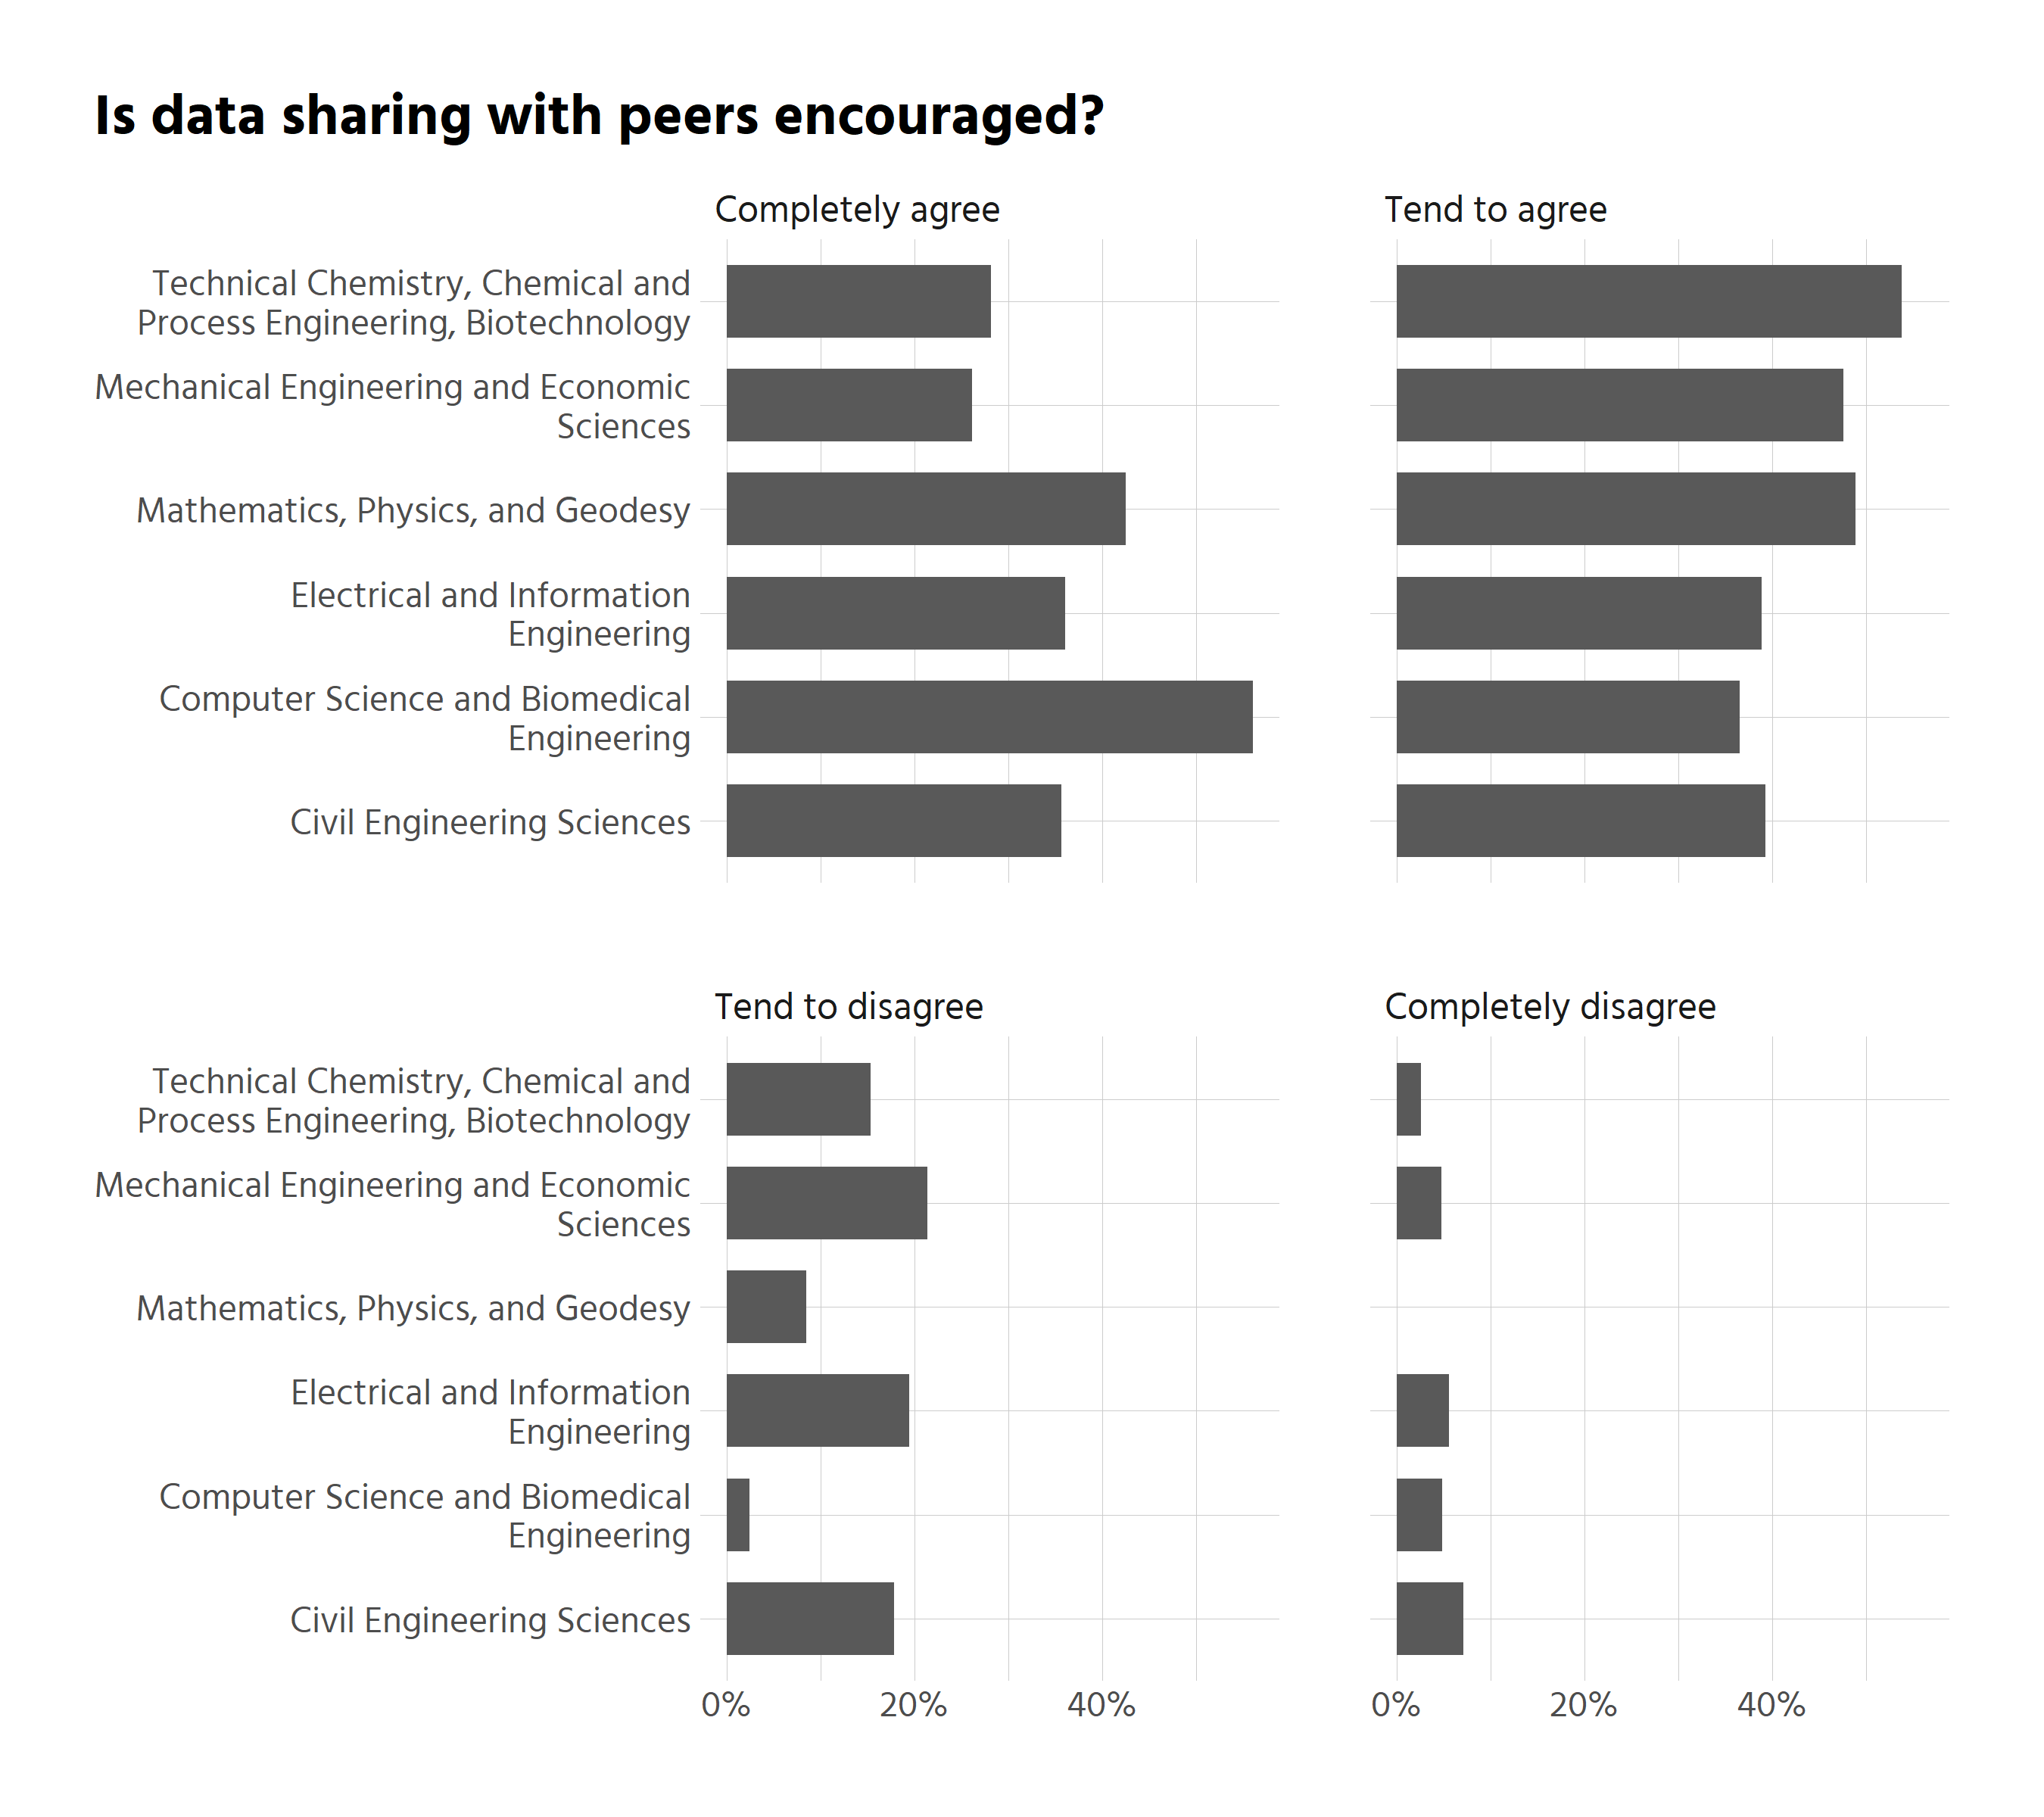 Is data sharing with peers encouraged?
Completely agree
Tend to agree
Technical Chemistry, Chemical and
Process Engineering, Biotechnology
Mechanical Engineering and Economic
Sciences
Mathematics, Physics, and Geodesy
Electrical and Information
Engineering
Computer Science and Biomedical
Engineering
Civil Engineering Sciences
Tend to disagree
Completely disagree
Technical Chemistry, Chemical and
Process Engineering, Biotechnology
Mechanical Engineering and Economic
Sciences
Mathematics, Physics, and Geodesy
Electrical and Information
Engineering
Computer Science and Biomedical
Engineering
Civil Engineering Sciences
0% 20% 40%
0% 20% 40%